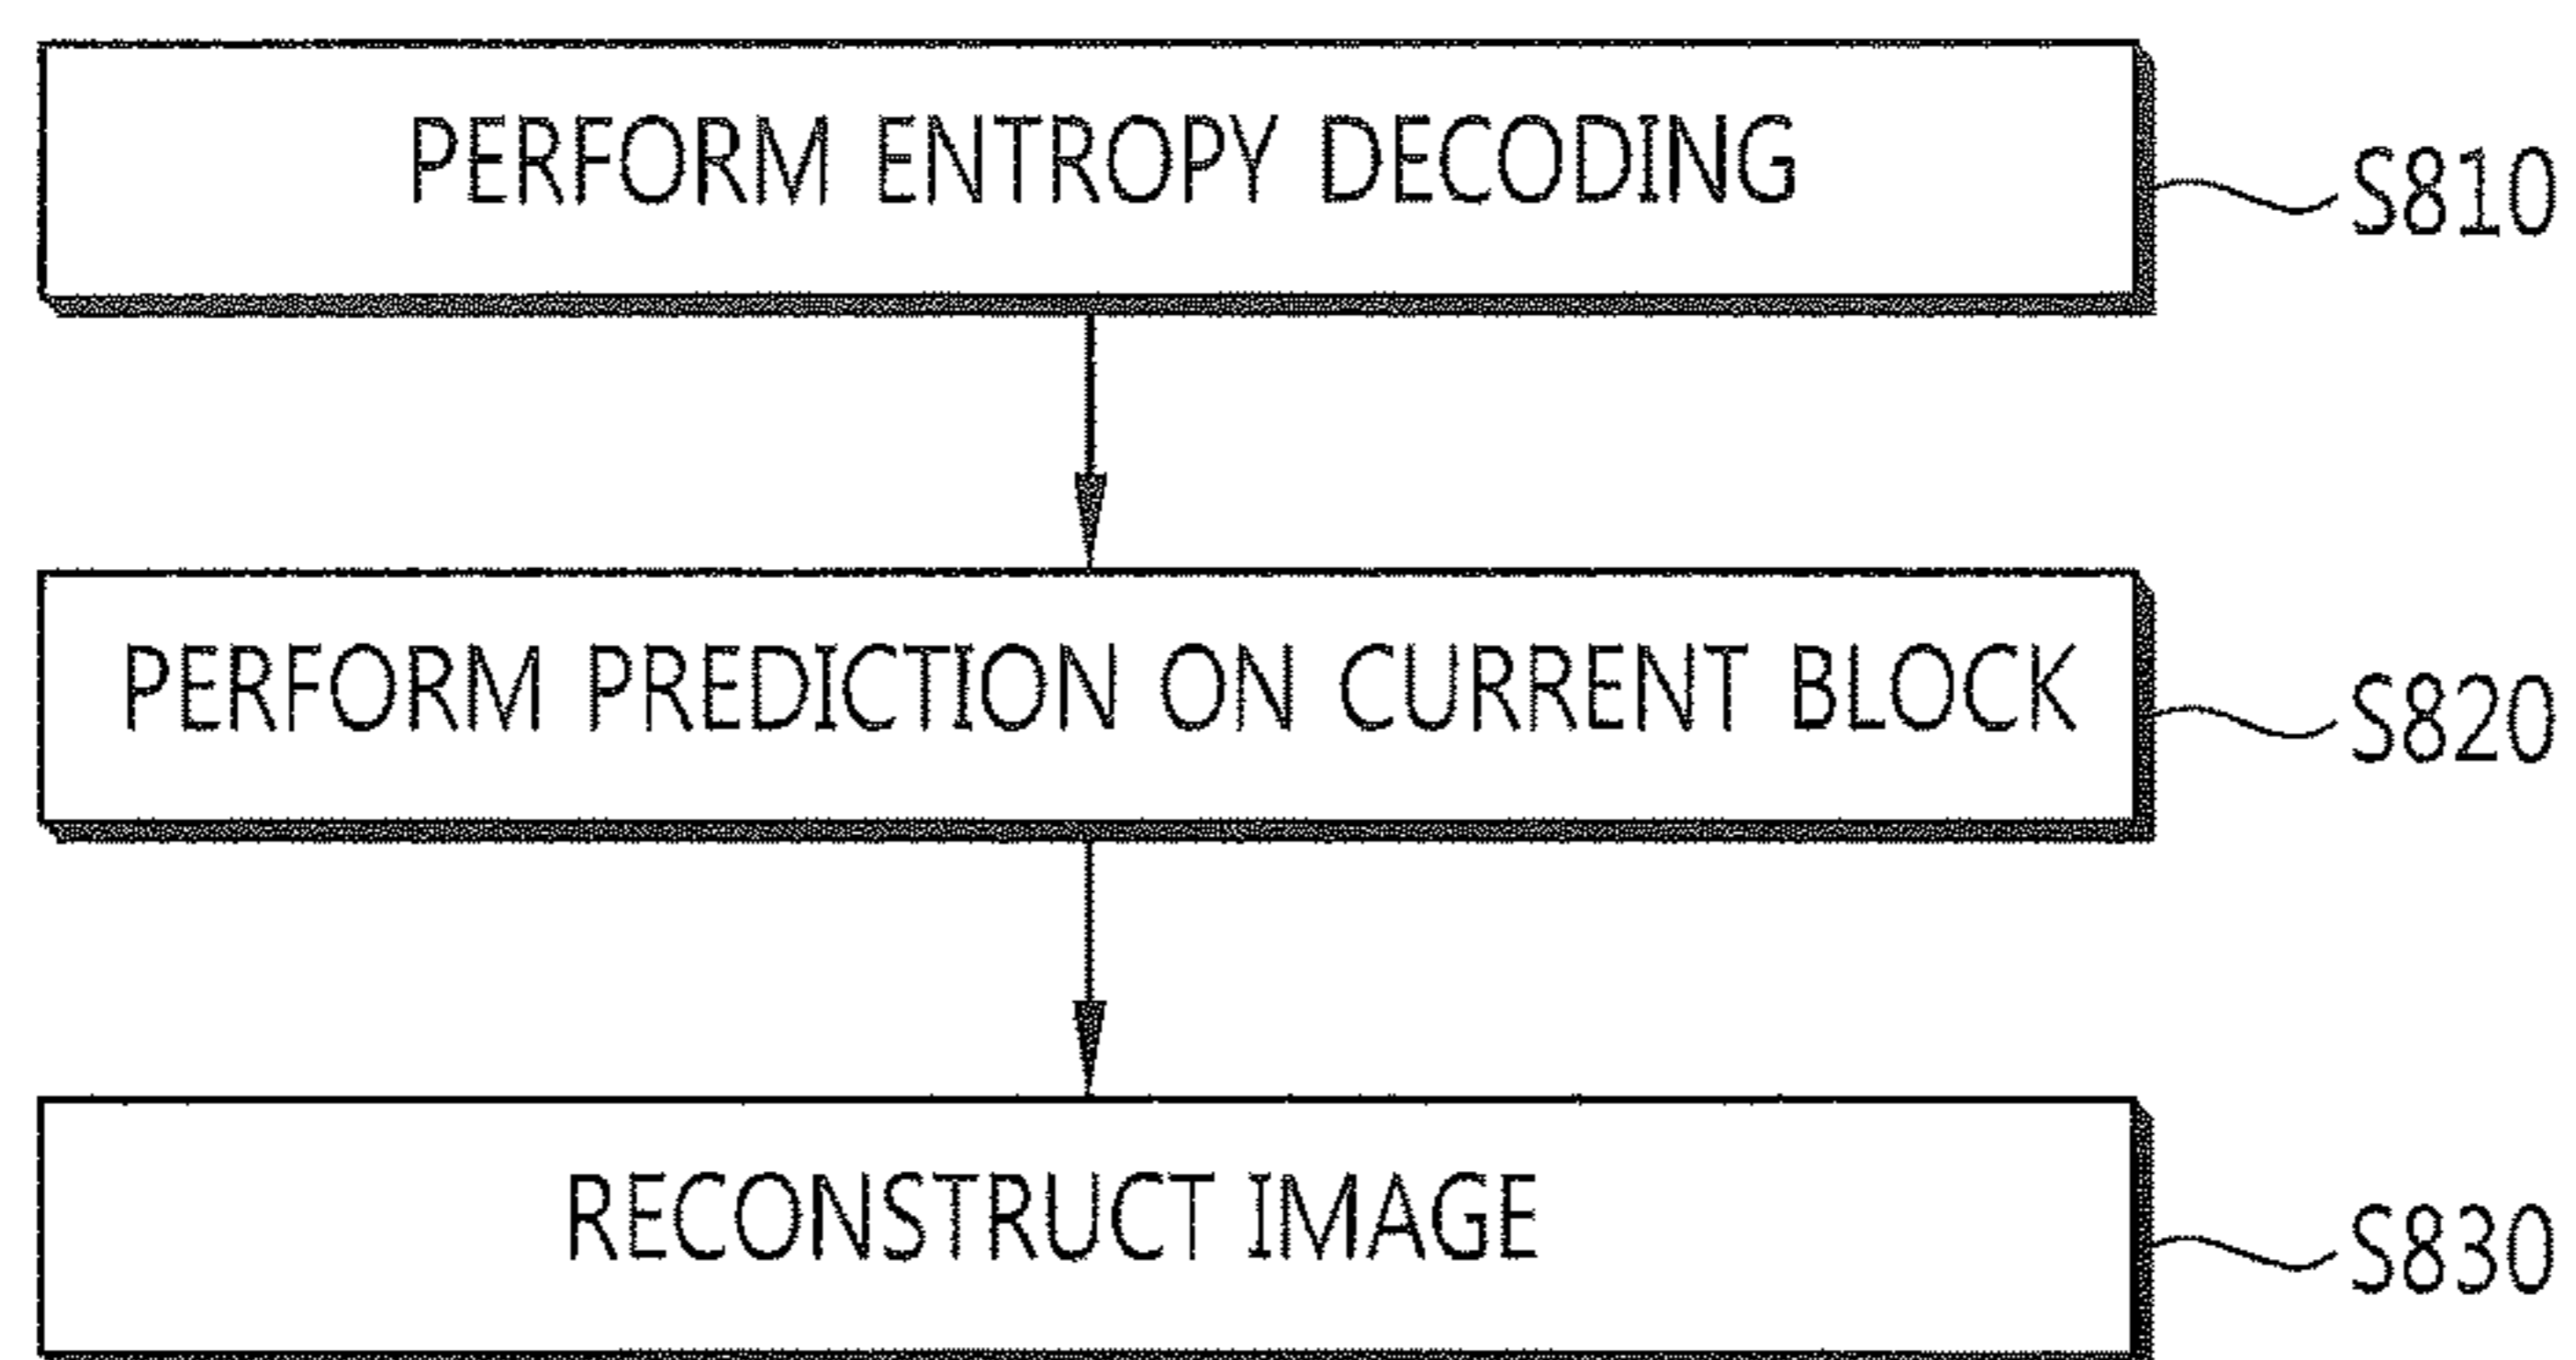 PERFORM ENTROPY DECODING
S810
PERFORM PREDICTION ON CURRENT BLOCK
S820
RECONSTRUCT IMAGE
S830